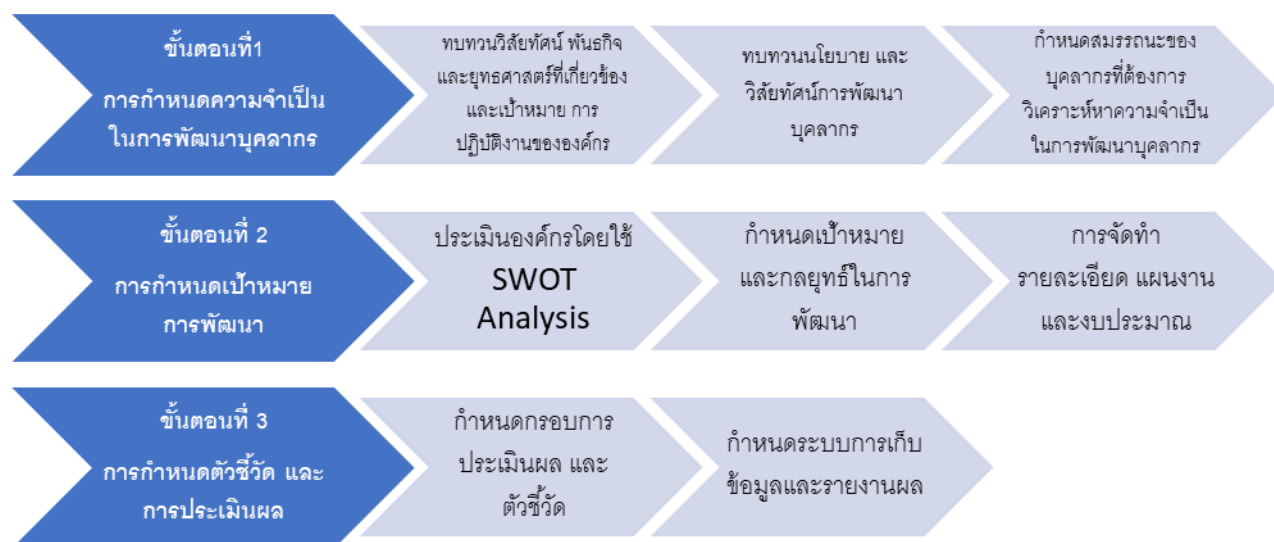 ขั้นตอนที่1
การกำหนดความจำเป็น
ในการพัฒนาบุคลากร
ทบทวนวิสัยทัศน์ พันธกิจ
และยุทธศาสตร์ที่เกี่ยวข้อง
และเป้าหมาย การ
ปฏิบัติงานขององค์กร
ทบทวนนโยบาย และ
วิสัยทัศน์การพัฒนา
บุคลากร
กำหนดสมรรถนะของ
บุคลากรที่ต้องการ
วิเคราะห์หาความจำเป็น
ในการพัฒนาบุคลากร
ขั้นตอนที่ 2
การกำหนดเป้าหมาย
การพัฒนา
ประเมินองค์กรโดยใช้
SWOT
Analysis
กำหนดเป้าหมาย
และกลยุทธ์ในการ
พัฒนา
การจัดทำ
รายละเอียด แผนงาน
และงบประมาณ
ขั้นตอนที่ 3
การกำหนดตัวชี้วัด และ
การประเมินผล
กำหนดกรอบการ
ประเมินผล และ
ตัวชี้วัด
กำหนดระบบการเก็บ
ข้อมูลและรายงานผล